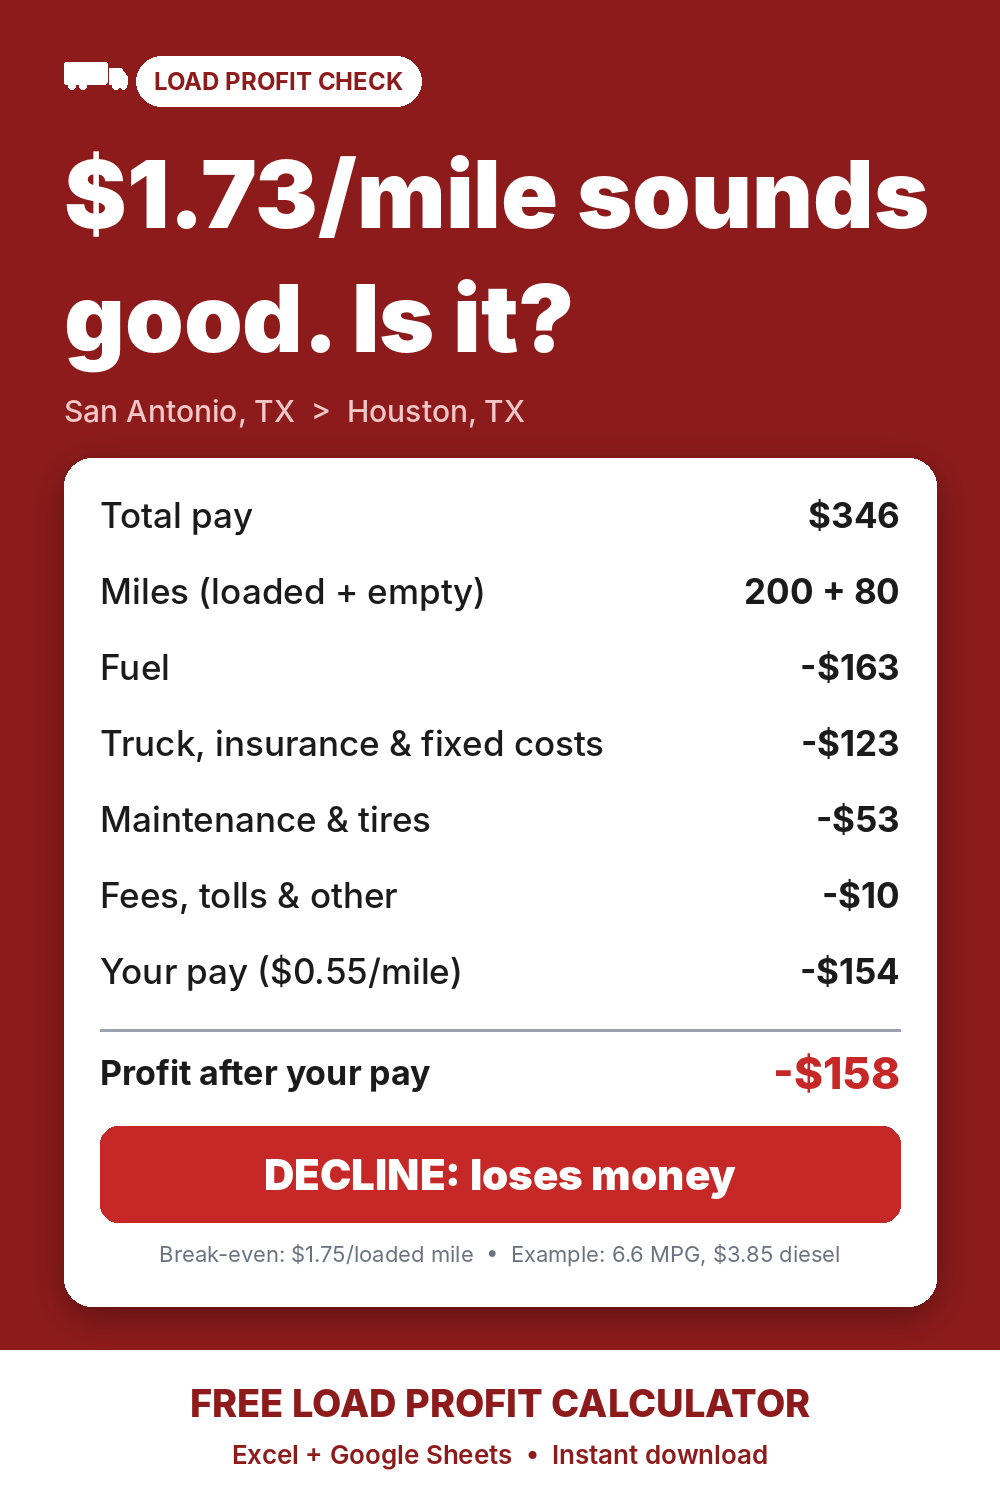 LOAD PROFIT CHECK
$1.73/mile sounds
good. Is it?
San Antonio, TX > Houston, TX
Total pay $346
Miles (loaded + empty) 200 + 80
Fuel -$163
Truck, insurance & fixed costs -$123
Maintenance & tires -$53
Fees, tolls & other -$10
Your pay ($0.55/mile) -$154
Profit after your pay -$158
DECLINE: loses money
Break-even: $1.75/loaded mile • Example: 6.6 MPG, $3.85 diesel
FREE LOAD PROFIT CALCULATOR
Excel + Google Sheets • Instant download